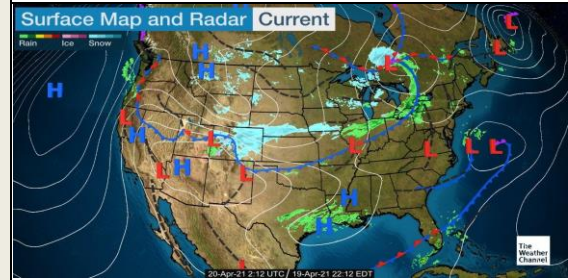 Surface Map and Radar Current
Rain Ice Snow
H
H
H
L
L
L
L
H
L
L
H
L
L
L
L
L
H
H
L
The
Weather
Channel
20-Apr-21 2:12 UTC / 19-Apr-21 22:12 EDT